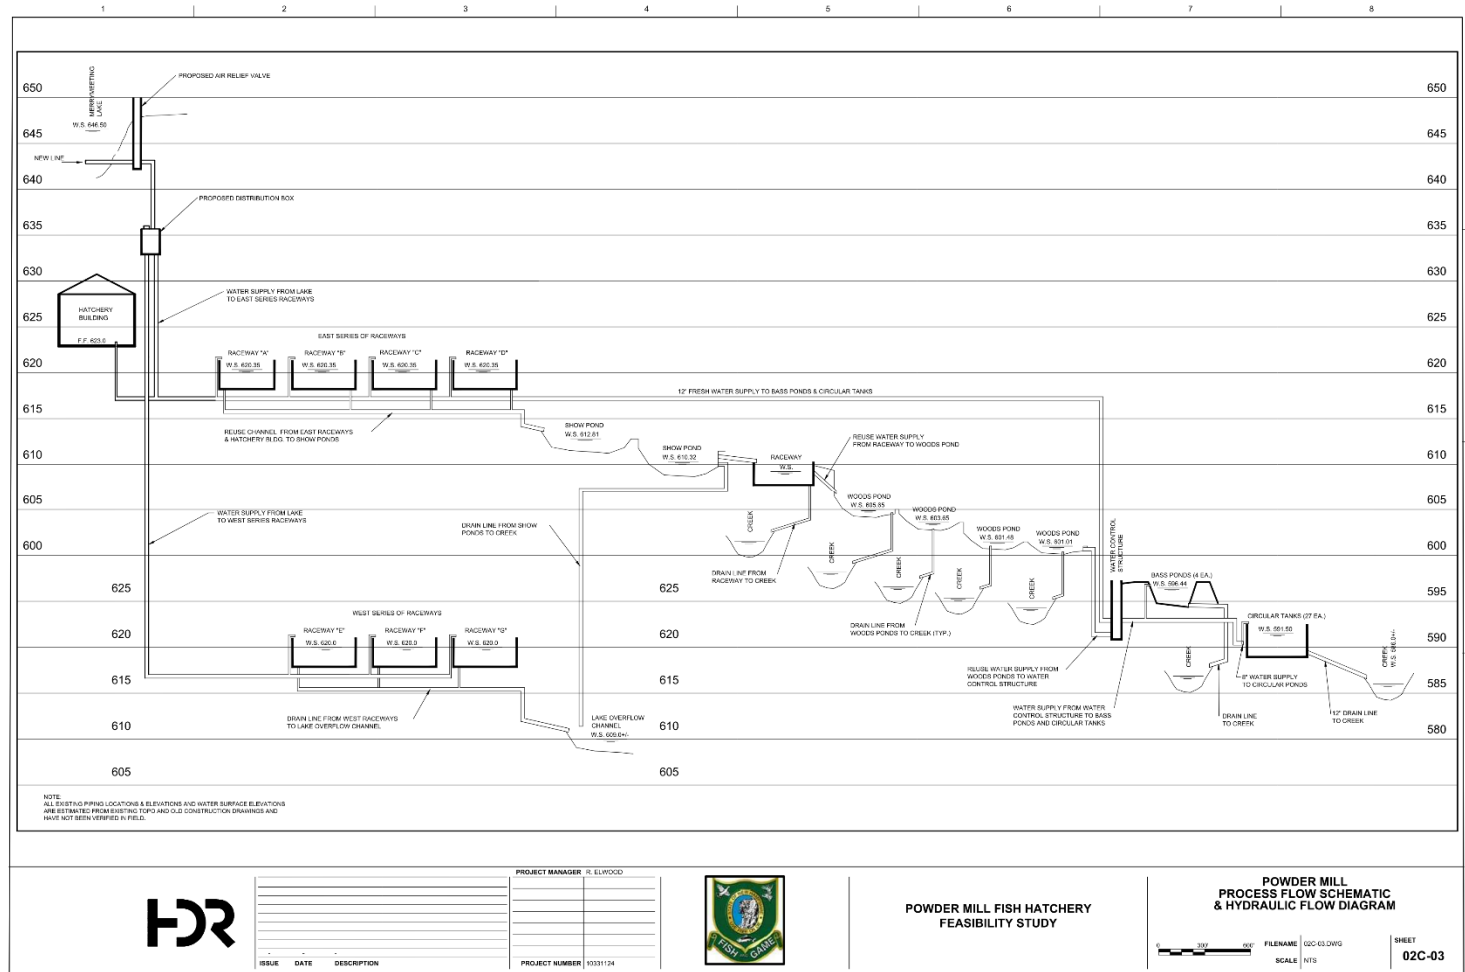 1 2 3 4 5 6 7 8
650 650
645 645
640 640
635 635
630 630
625 625
620 620
615 615
610 610
605 605
600 600
595
590
585
580
625 625
620 620
615 615
610 610
605 605
MERRYMEETING
LAKE
W.S. 646.50
PROPOSED AIR RELIEF VALVE
NEW LINE
PROPOSED DISTRIBUTION BOX
WATER SUPPLY FROM LAKE
TO EAST SERIES RACEWAYS
HATCHERY
BUILDING
F.F. 623.0
EAST SERIES OF RACEWAYS
RACEWAY "A"
W.S. 620.35
RACEWAY "B"
W.S. 620.35
RACEWAY "C"
W.S. 620.35
RACEWAY "D"
W.S. 620.35
12" FRESH WATER SUPPLY TO BASS PONDS & CIRCULAR TANKS
REUSE CHANNEL FROM EAST RACEWAYS
& HATCHERY BLDG. TO SHOW PONDS
SHOW POND
W.S. 612.81
SHOW POND
W.S. 610.32
RACEWAY
W.S.
REUSE WATER SUPPLY
FROM RACEWAY TO WOODS POND
WOODS POND
W.S. 605.65
WOODS POND
W.S. 603.65
WOODS POND
W.S. 601.48
WOODS POND
W.S. 601.01
WATER CONTROL
STRUCTURE
BASS PONDS (4 EA.)
W.S. 596.44
CIRCULAR TANKS (27 EA.)
W.S. 591.50
WATER SUPPLY FROM LAKE
TO WEST SERIES RACEWAYS
DRAIN LINE FROM SHOW
PONDS TO CREEK
CREEK
CREEK
CREEK
CREEK
CREEK
CREEK
CREEK
DRAIN LINE FROM
RACEWAY TO CREEK
DRAIN LINE FROM
WOODS PONDS TO CREEK (TYP.)
WEST SERIES OF RACEWAYS
RACEWAY "E"
W.S. 620.0
RACEWAY "F"
W.S. 620.0
RACEWAY "G"
W.S. 620.0
REUSE WATER SUPPLY FROM
WOODS PONDS TO WATER
CONTROL STRUCTURE
WATER SUPPLY FROM WATER
CONTROL STRUCTURE TO BASS
PONDS AND CIRCULAR TANKS
8" WATER SUPPLY
TO CIRCULAR PONDS
DRAIN LINE
TO CREEK
12" DRAIN LINE
TO CREEK
DRAIN LINE FROM WEST RACEWAYS
TO LAKE OVERFLOW CHANNEL
LAKE OVERFLOW
CHANNEL
W.S. 609.0+/-
NOTE:
ALL EXISTING PIPING LOCATIONS & ELEVATIONS AND WATER SURFACE ELEVATIONS
ARE ESTIMATED FROM EXISTING TOPO AND OLD CONSTRUCTION DRAWINGS AND
HAVE NOT BEEN VERIFIED IN FIELD.
HDR
ISSUE DATE DESCRIPTION
PROJECT MANAGER R. ELWOOD
PROJECT NUMBER 10331124
FISH AND GAME
POWDER MILL FISH HATCHERY
FEASIBILITY STUDY
POWDER MILL
PROCESS FLOW SCHEMATIC
& HYDRAULIC FLOW DIAGRAM
0 300' 600'
FILENAME 02C-03.DWG
SCALE NTS
SHEET
02C-03